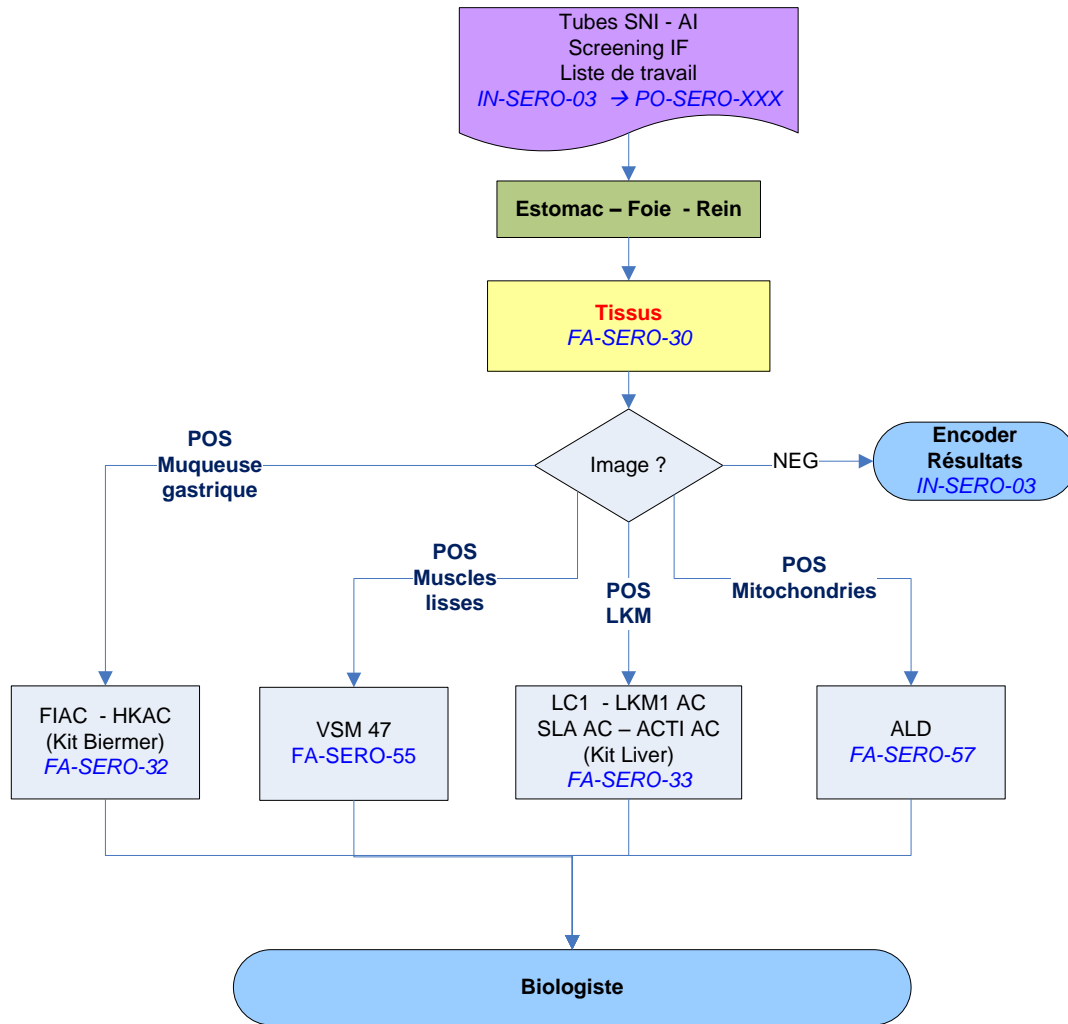 Tubes SNI - AI
Screening IF
Liste de travail
IN-SERO-03 → PO-SERO-XXX
Estomac – Foie - Rein
Tissus
FA-SERO-30
Image ?
NEG
Encoder
Résultats
IN-SERO-03
POS
Muqueuse
gastrique
POS
Muscles
lisses
POS
LKM
POS
Mitochondries
FIAC - HKAC
(Kit Biermer)
FA-SERO-32
VSM 47
FA-SERO-55
LC1 - LKM1 AC
SLA AC – ACTI AC
(Kit Liver)
FA-SERO-33
ALD
FA-SERO-57
Biologiste